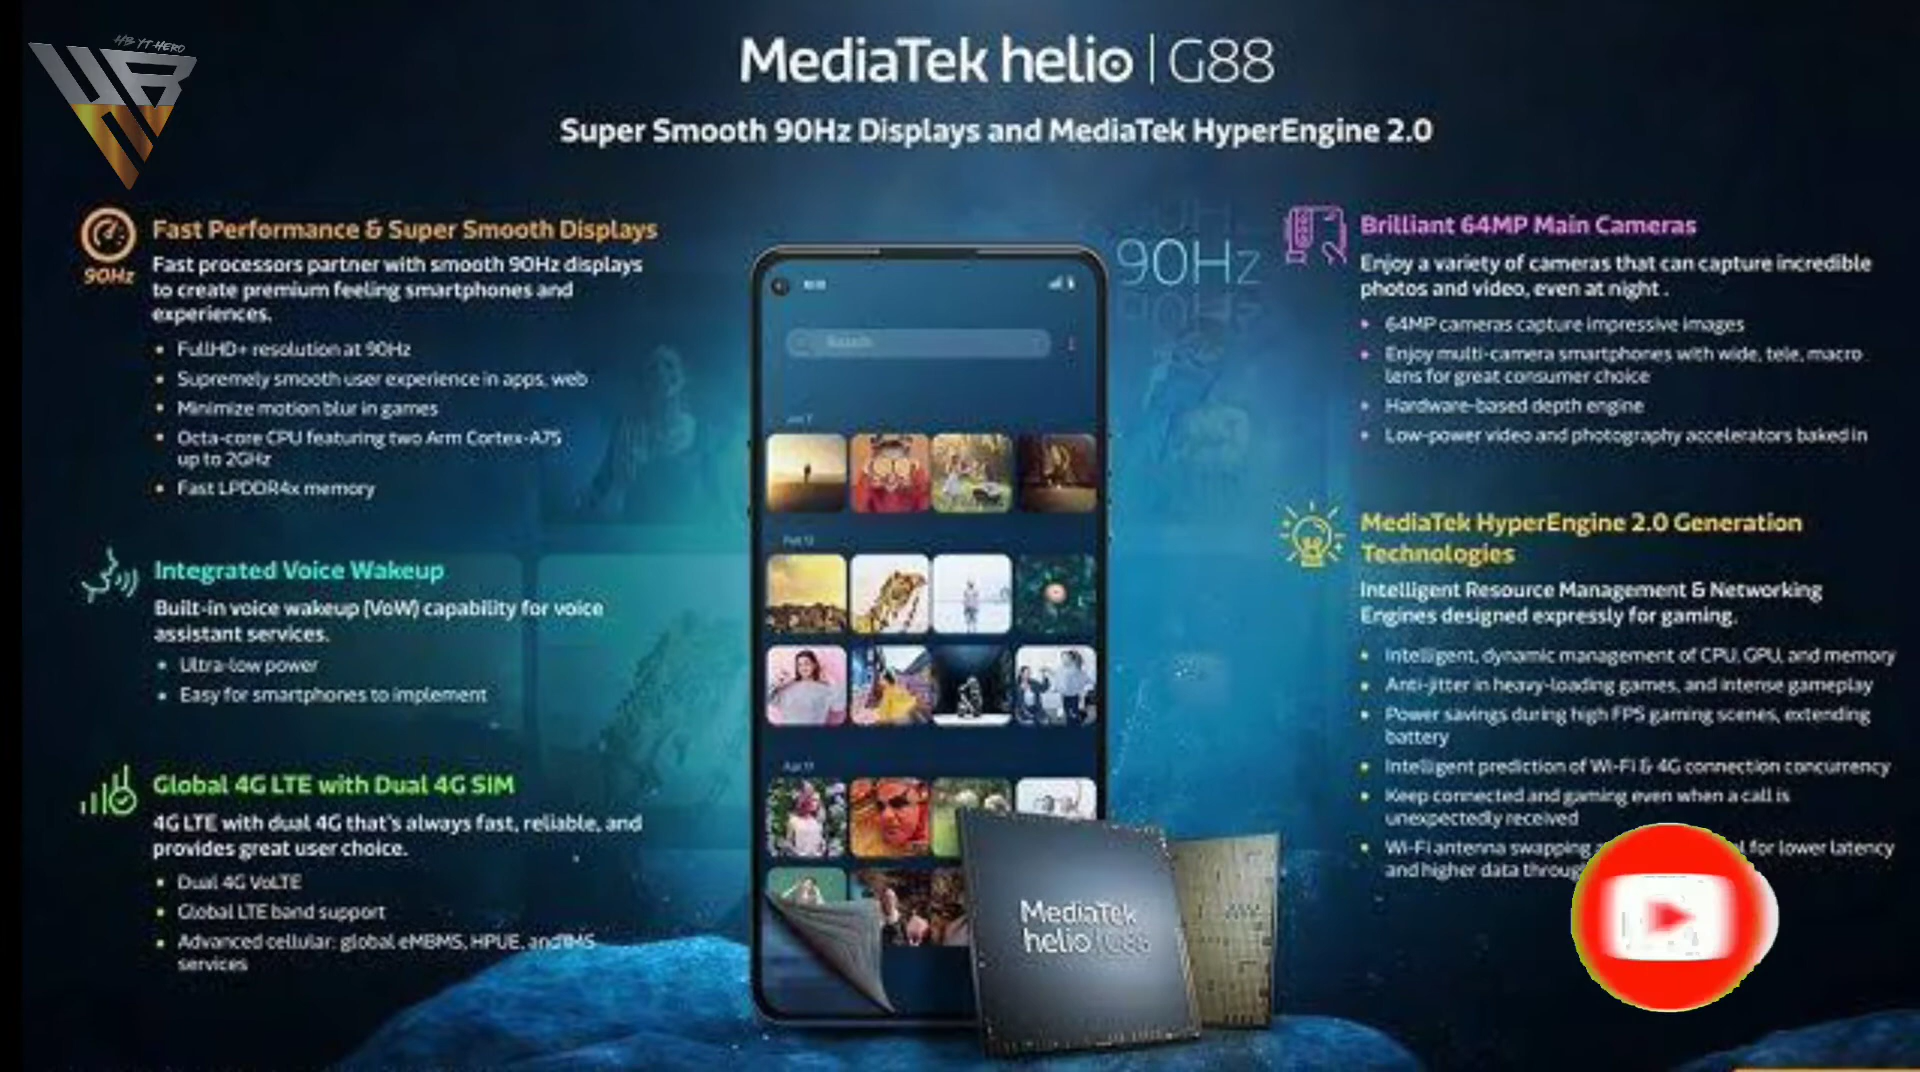 HB YT HERO
MediaTek helio | G88
Super Smooth 90Hz Displays and MediaTek HyperEngine 2.0
90Hz
Fast Performance & Super Smooth Displays
Fast processors partner with smooth 90Hz displays
to create premium feeling smartphones and
experiences.
• FullHD+ resolution at 90Hz
• Supremely smooth user experience in apps, web
• Minimize motion blur in games
• Octa-core CPU featuring two Arm Cortex-A75
up to 2GHz
• Fast LPDDR4x memory
Integrated Voice Wakeup
Built-in voice wakeup (VoW) capability for voice
assistant services.
• Ultra-low power
• Easy for smartphones to implement
Global 4G LTE with Dual 4G SIM
4G LTE with dual 4G that's always fast, reliable, and
provides great user choice.
• Dual 4G VoLTE
• Global LTE band support
• Advanced cellular: global eMBMS, HPUE, and IMS
services
Search
90Hz
MediaTek
helio | G88
Brilliant 64MP Main Cameras
Enjoy a variety of cameras that can capture incredible
photos and video, even at night .
• 64MP cameras capture impressive images
• Enjoy multi-camera smartphones with wide, tele, macro
lens for great consumer choice
• Hardware-based depth engine
• Low-power video and photography accelerators baked in
MediaTek HyperEngine 2.0 Generation
Technologies
Intelligent Resource Management & Networking
Engines designed expressly for gaming.
• Intelligent, dynamic management of CPU, GPU, and memory
• Anti-jitter in heavy-loading games, and intense gameplay
• Power savings during high FPS gaming scenes, extending
battery
• Intelligent prediction of Wi-Fi & 4G connection concurrency
• Keep connected and gaming even when a call is
unexpectedly received
• Wi-Fi antenna swapping for lower latency
and higher data